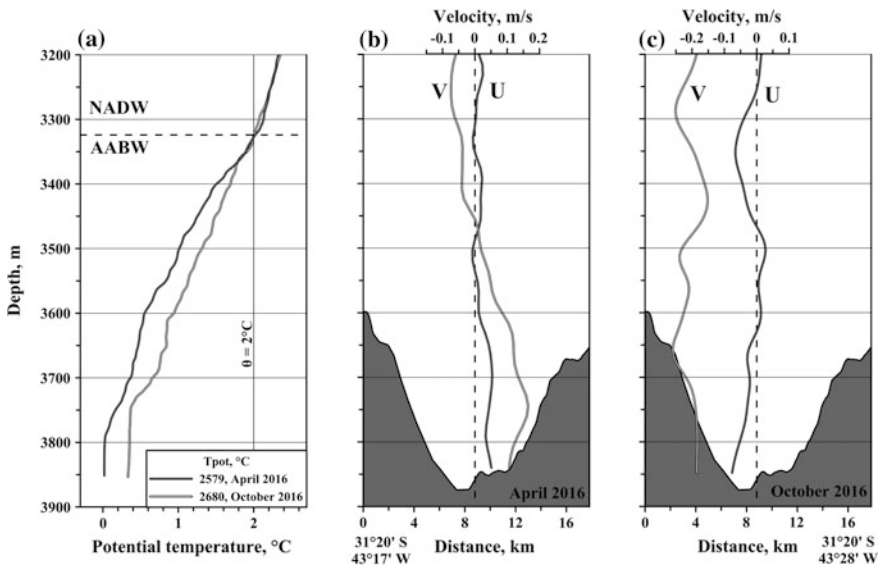 Velocity, m/s
Velocity, m/s
(a)
-0.1 0 0.1 0.2
-0.2 -0.1 0 0.1
(b)
(c)
3200
3300
3400
3500
3600
3700
3800
3900
Depth, m
NADW
AABW
θ = 2°C
Tpot, °C
2579, April 2016
2680, October 2016
0 1 2
Potential temperature, °C
V U
April 2016
0 4 8 12 16
31°20' S
43°17' W
Distance, km
V U
October 2016
0 4 8 12 16
Distance, km
31°20' S
43°28' W